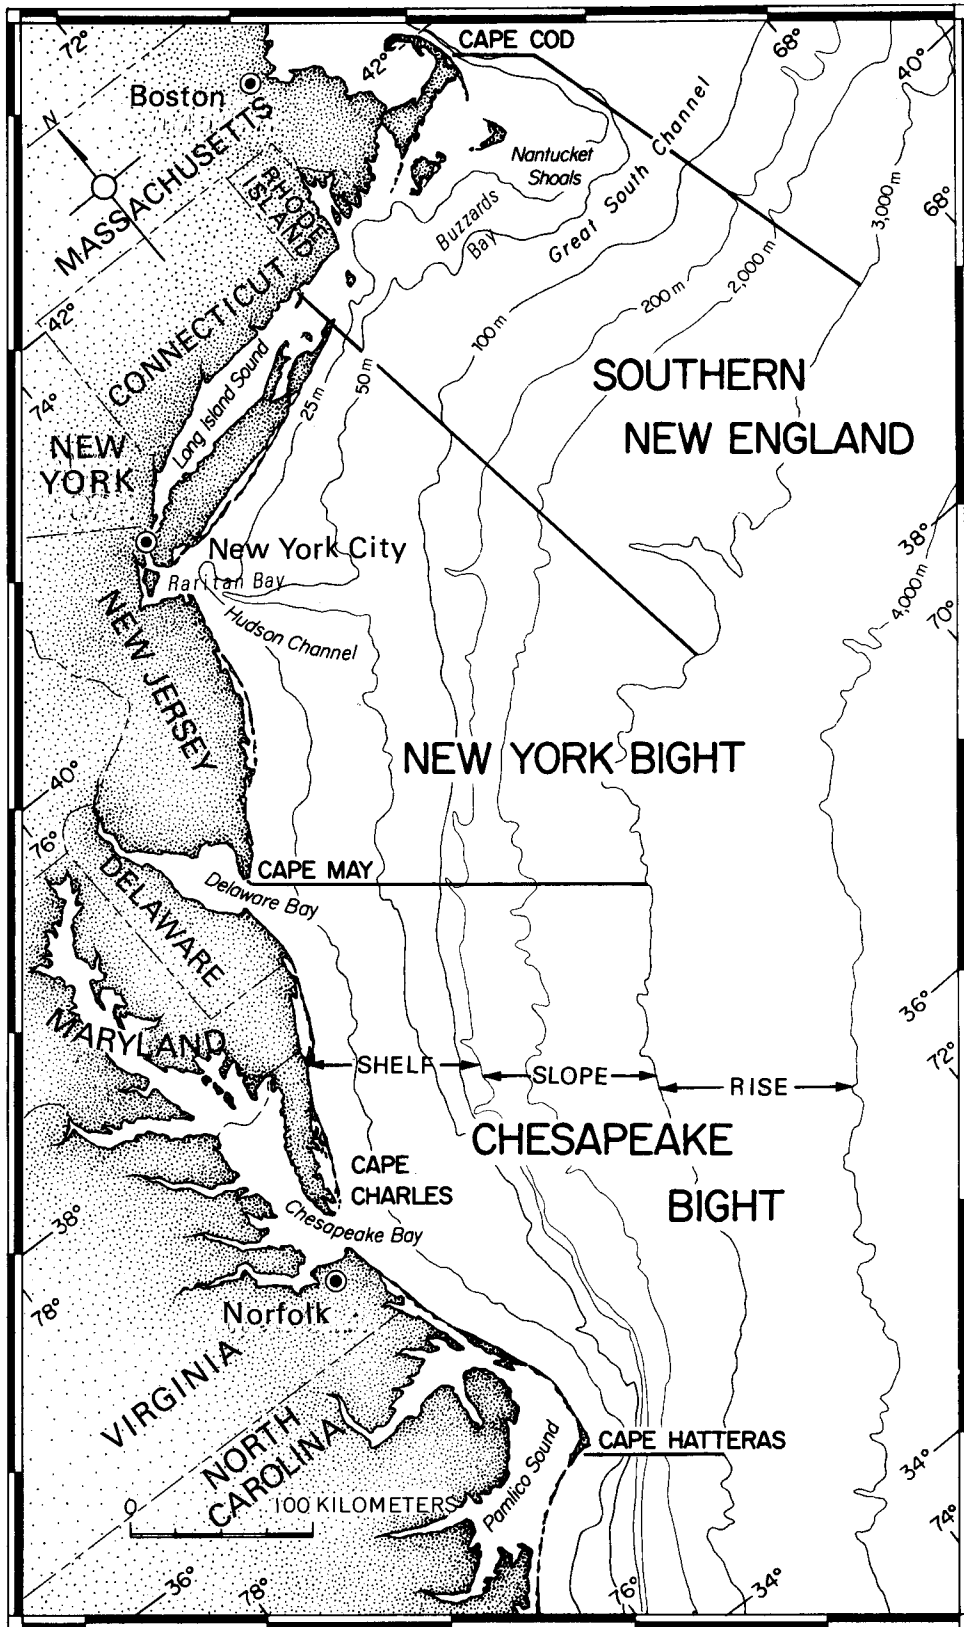 72°
CAPE COD
68°
42°
40°
Boston
N
MASSACHUSETTS
RHODE
ISLAND
Nantucket
Shoals
Great South Channel
Buzzards
Bay
3,000 m
68°
200 m
2,000 m
42°
CONNECTICUT
100 m
50 m
25 m
74°
Long Island Sound
SOUTHERN
NEW ENGLAND
NEW
YORK
38°
New York City
Raritan Bay
4,000 m
70°
Hudson Channel
NEW JERSEY
NEW YORK BIGHT
40°
76°
CAPE MAY
Delaware Bay
DELAWARE
36°
MARYLAND
72°
SHELF
SLOPE
RISE
CHESAPEAKE
BIGHT
CAPE
CHARLES
Chesapeake Bay
38°
78°
Norfolk
VIRGINIA
NORTH
CAROLINA
CAPE HATTERAS
Pamlico Sound
34°
74°
0
100 KILOMETERS
36°
78°
76°
34°